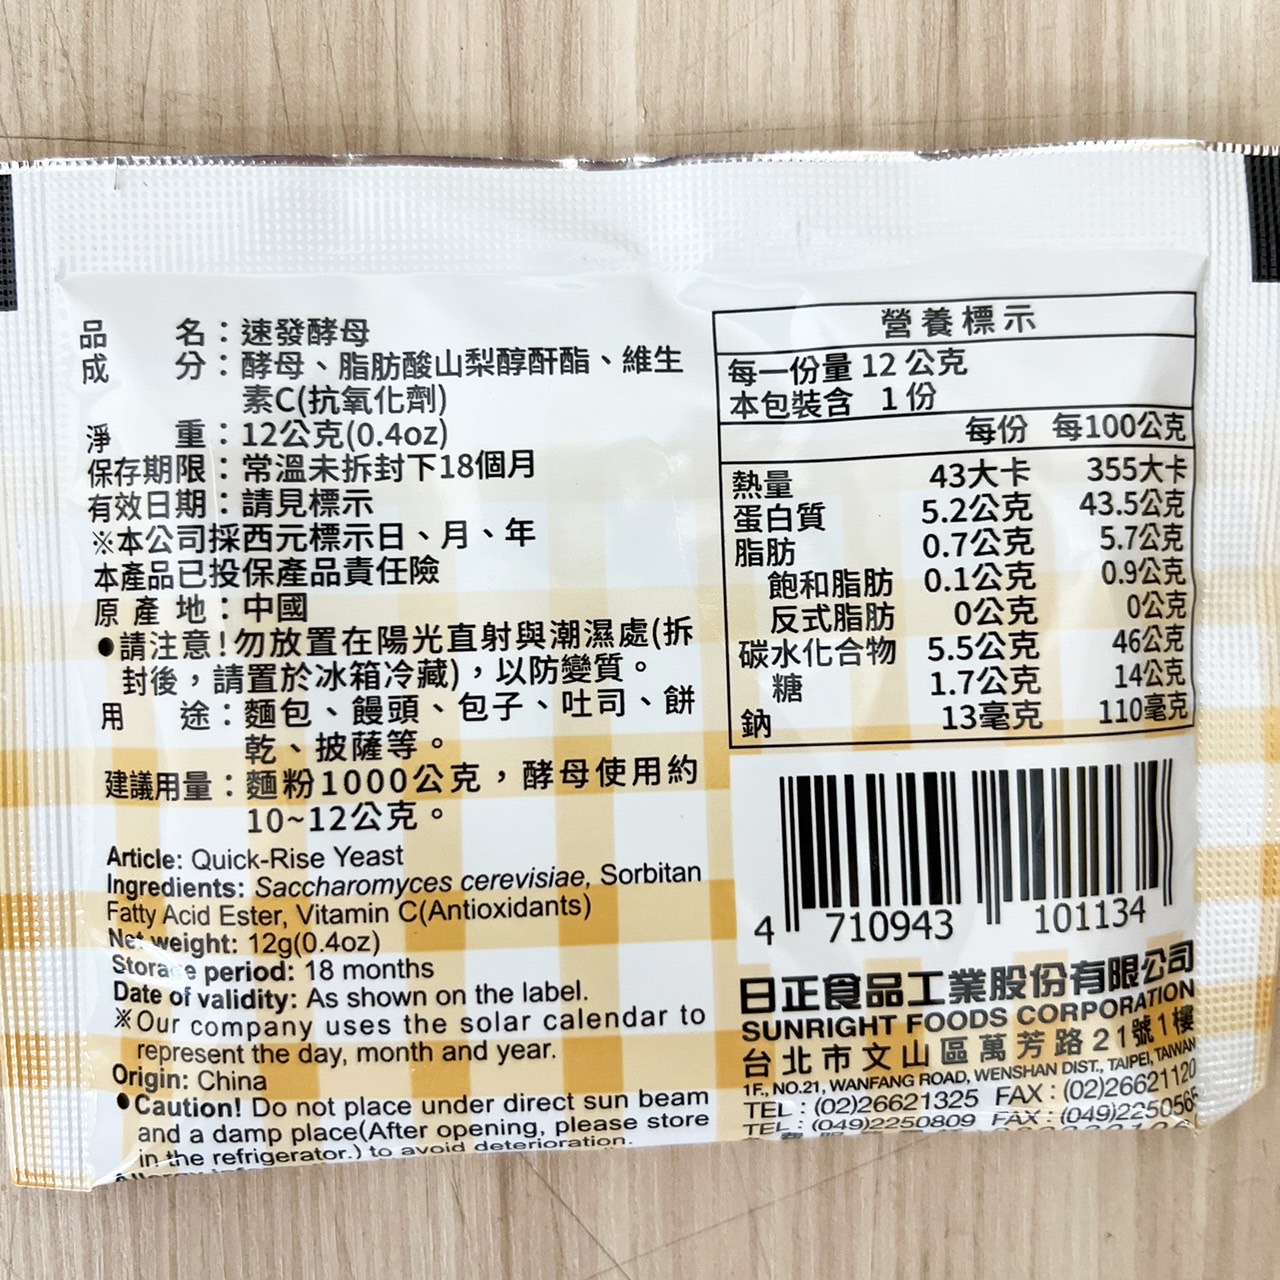 品　　名：速發酵母
成　　分：酵母、脂肪酸山梨醇酐酯、維生
素C(抗氧化劑)
淨　　重：12公克(0.4oz)
保存期限：常溫未拆封下18個月
有效日期：請見標示
※本公司採西元標示日、月、年
本產品已投保產品責任險
原產地：中國
●請注意！勿放置在陽光直射與潮濕處(拆
封後，請置於冰箱冷藏)，以防變質。
用　　途：麵包、饅頭、包子、吐司、餅
乾、披薩等。
建議用量：麵粉1000公克，酵母使用約
10~12公克。
Article: Quick-Rise Yeast
Ingredients: Saccharomyces cerevisiae, Sorbitan
Fatty Acid Ester, Vitamin C(Antioxidants)
Net weight: 12g(0.4oz)
Storage period: 18 months
Date of validity: As shown on the label.
※Our company uses the solar calendar to
represent the day, month and year.
Origin: China
●Caution! Do not place under direct sun beam
and a damp place(After opening, please store
in the refrigerator.) to avoid deterioration.
營養標示
每一份量 12 公克
本包裝含 1份
每份 每100公克
熱量 43大卡 355大卡
蛋白質 5.2公克 43.5公克
脂肪 0.7公克 5.7公克
飽和脂肪 0.1公克 0.9公克
反式脂肪 0公克 0公克
碳水化合物 5.5公克 46公克
糖 1.7公克 14公克
鈉 13毫克 110毫克
4 710943 101134
日正食品工業股份有限公司
SUNRIGHT FOODS CORPORATION
台北市文山區萬芳路21號1樓
1F., NO.21, WANFANG ROAD, WENSHAN DIST., TAIPEI, TAIWAN
TEL：(02)26621325 FAX：(02)26621120
TEL：(049)2250809 FAX：(049)2250565